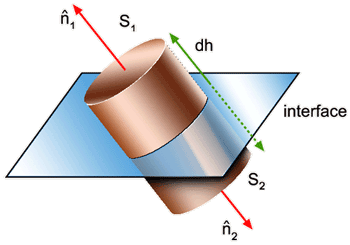 n̂₁
S₁
dh
interface
S₂
n̂₂